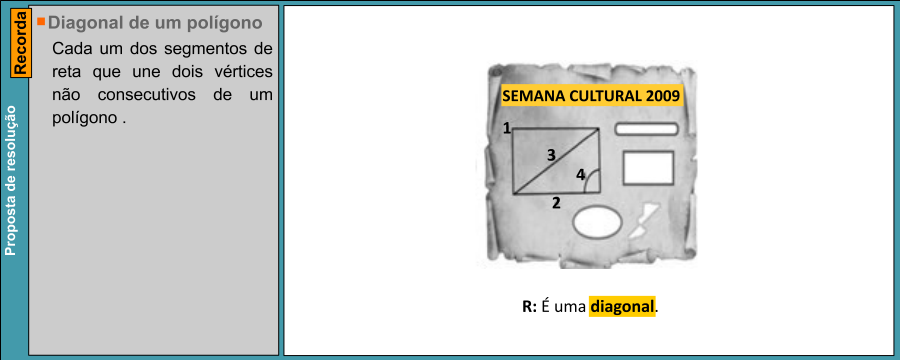 Recorda
Proposta de resolução
Diagonal de um polígono
Cada um dos segmentos de
reta que une dois vértices
não consecutivos de um
polígono .
SEMANA CULTURAL 2009
1
3
4
2
R: É uma diagonal.